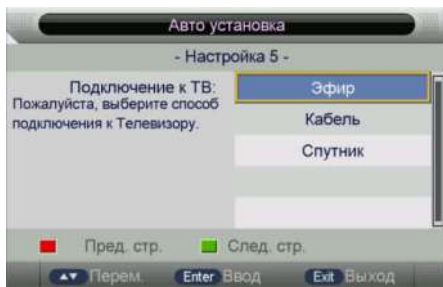 Авто установка
- Настройка 5 -
Подключение к ТВ:
Пожалуйста, выберите способ
подключения к Телевизору.
Эфир
Кабель
Спутник
Пред. стр. След. стр.
Перем. Enter Ввод Exit Выход